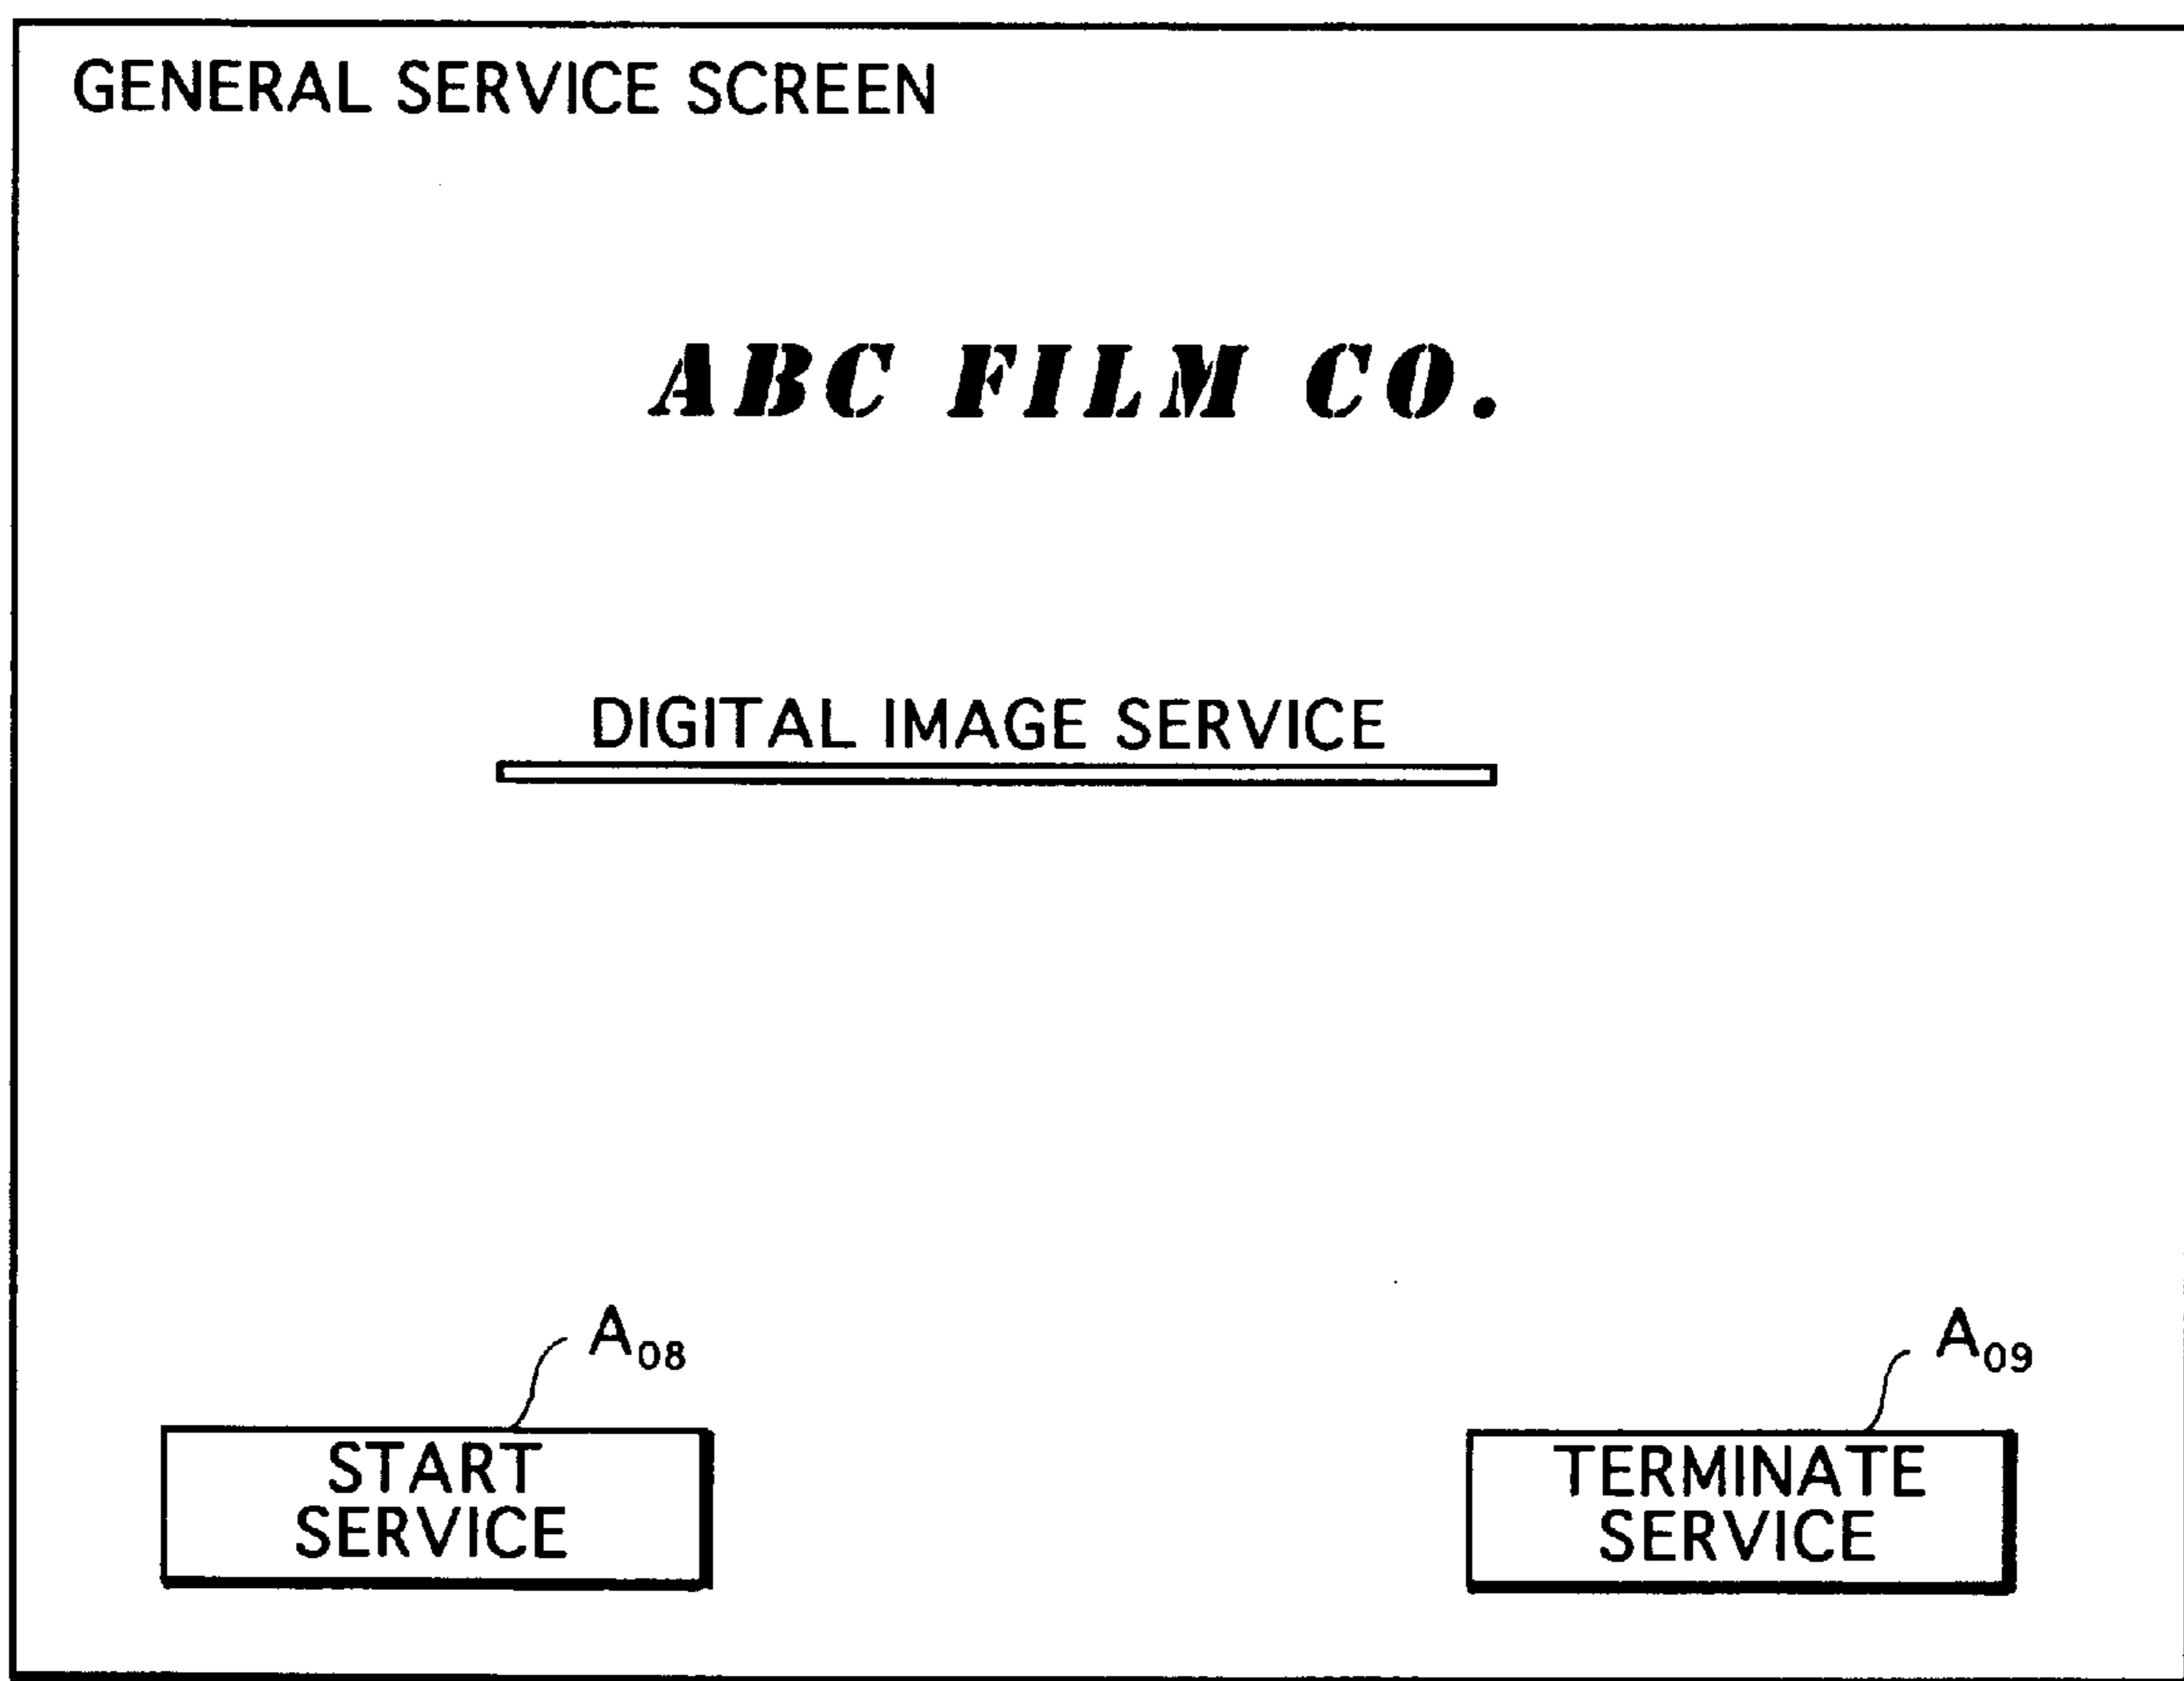 GENERAL SERVICE SCREEN
ABC FILM CO.
DIGITAL IMAGE SERVICE
A08
START
SERVICE
A09
TERMINATE
SERVICE